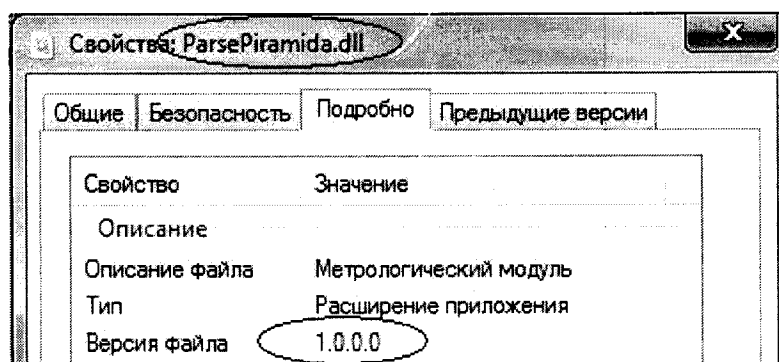 Свойства: ParsePiramida.dll
Общие Безопасность Подробно Предыдущие версии
Свойство Значение
Описание
Описание файла Метрологический модуль
Тип Расширение приложения
Версия файла 1.0.0.0